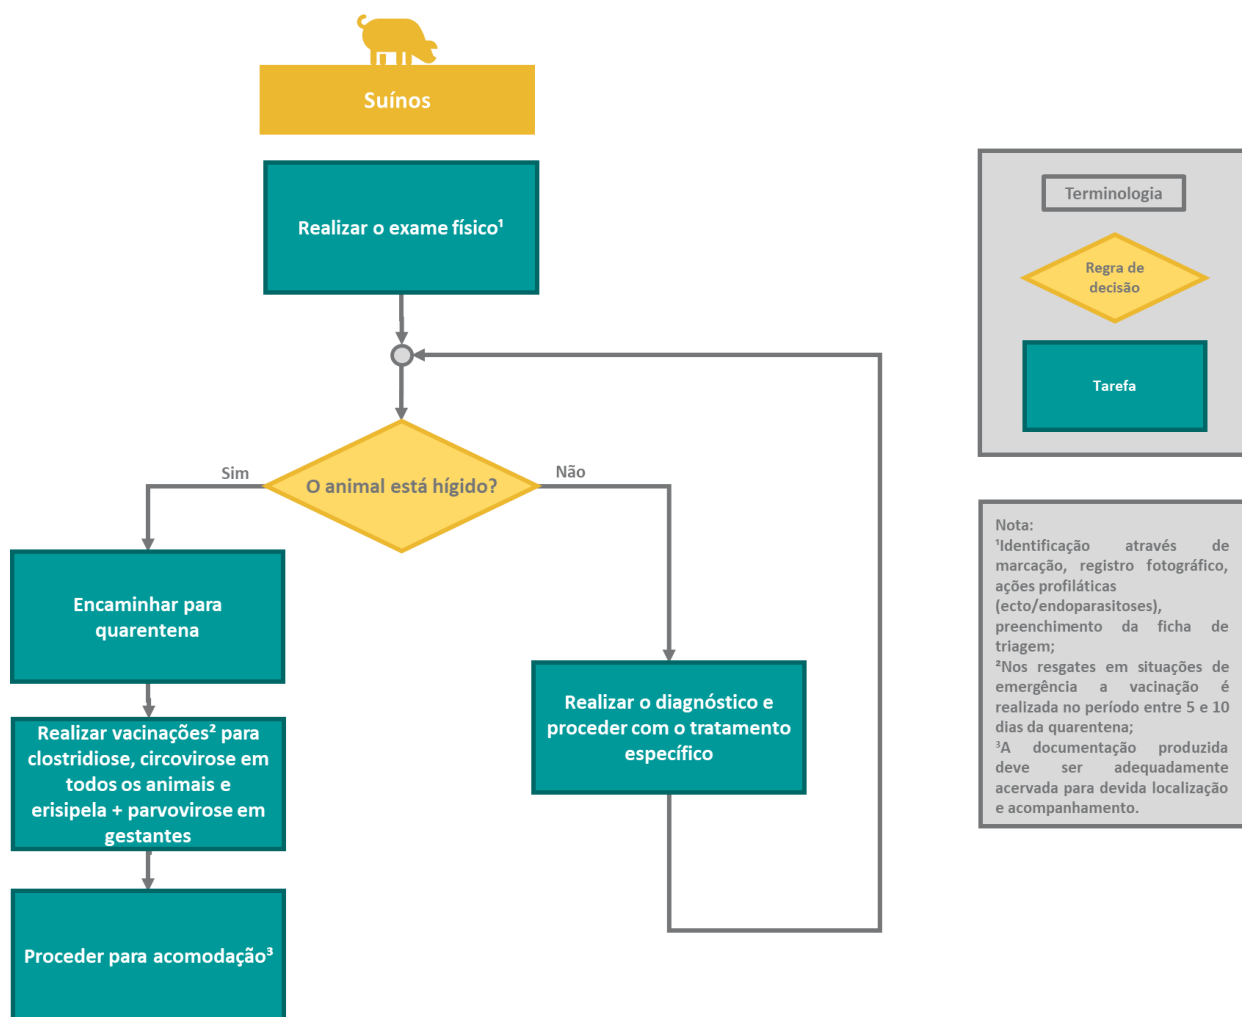 Suínos
Realizar o exame físico¹
O animal está hígido?
Sim
Não
Encaminhar para
quarentena
Realizar vacinações² para
clostridiose, circovirose em
todos os animais e
erisipela + parvovirose em
gestantes
Proceder para acomodação³
Realizar o diagnóstico e
proceder com o tratamento
específico
Terminologia
Regra de
decisão
Tarefa
Nota:
¹Identificação através de
marcação, registro fotográfico,
ações profiláticas
(ecto/endoparasitoses),
preenchimento da ficha de
triagem;
²Nos resgates em situações de
emergência a vacinação é
realizada no período entre 5 e 10
dias da quarentena;
³A documentação produzida
deve ser adequadamente
acervada para devida localização
e acompanhamento.